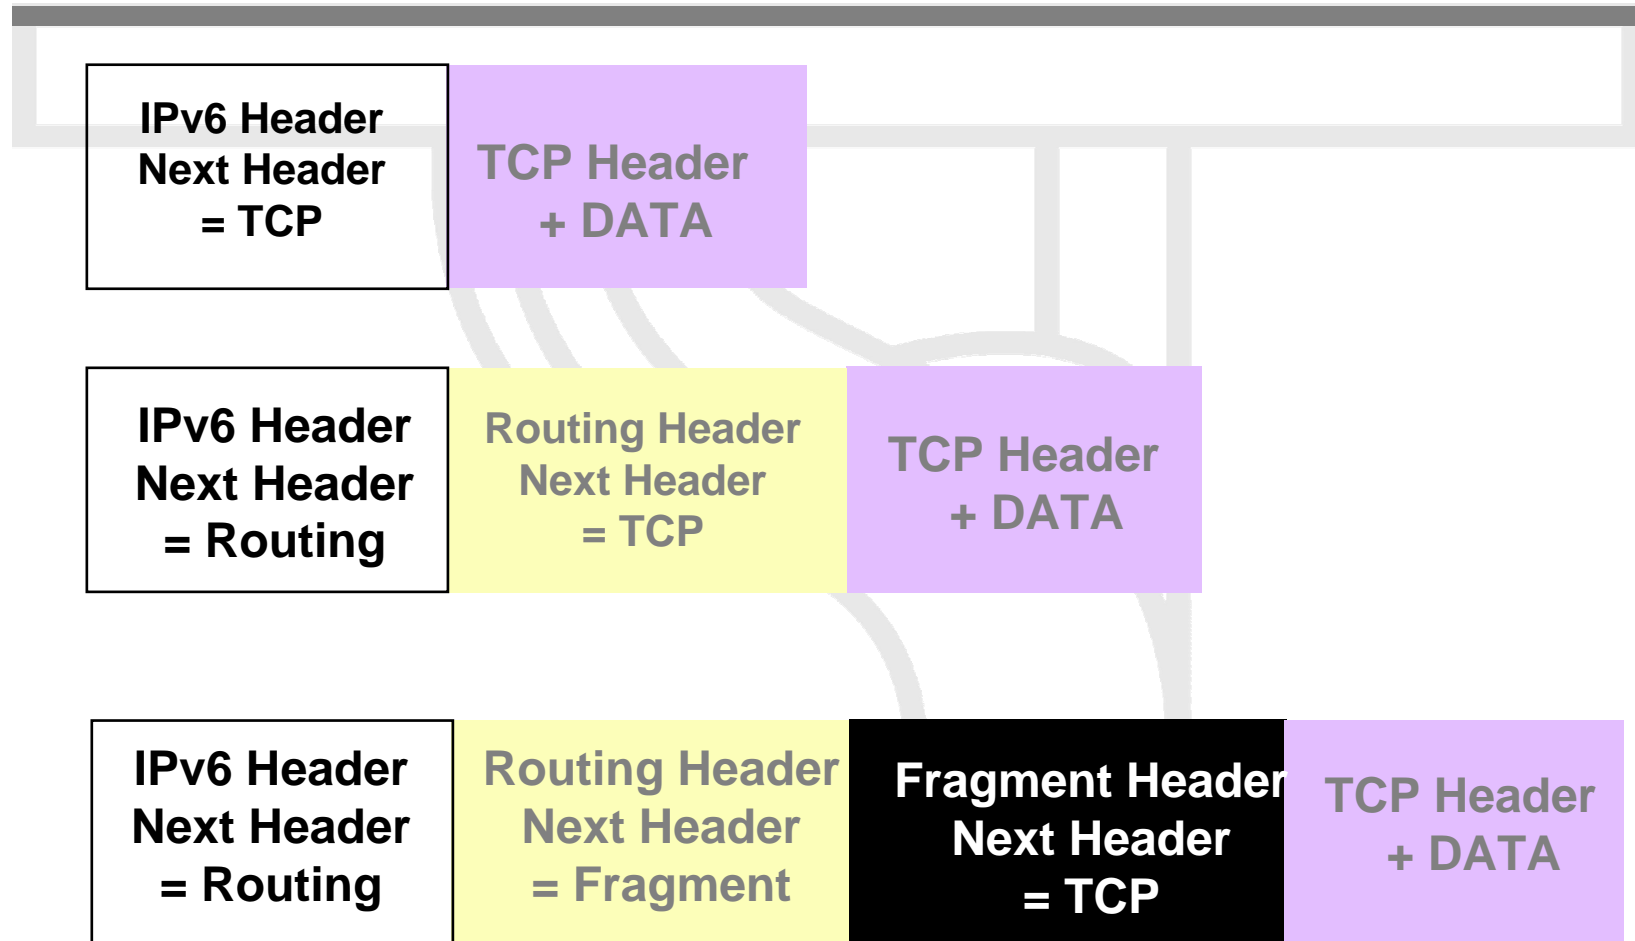 IPv6 Header
Next Header
= TCP
TCP Header
+ DATA
IPv6 Header
Next Header
= Routing
Routing Header
Next Header
= TCP
TCP Header
+ DATA
IPv6 Header
Next Header
= Routing
Routing Header
Next Header
= Fragment
Fragment Header
Next Header
= TCP
TCP Header
+ DATA